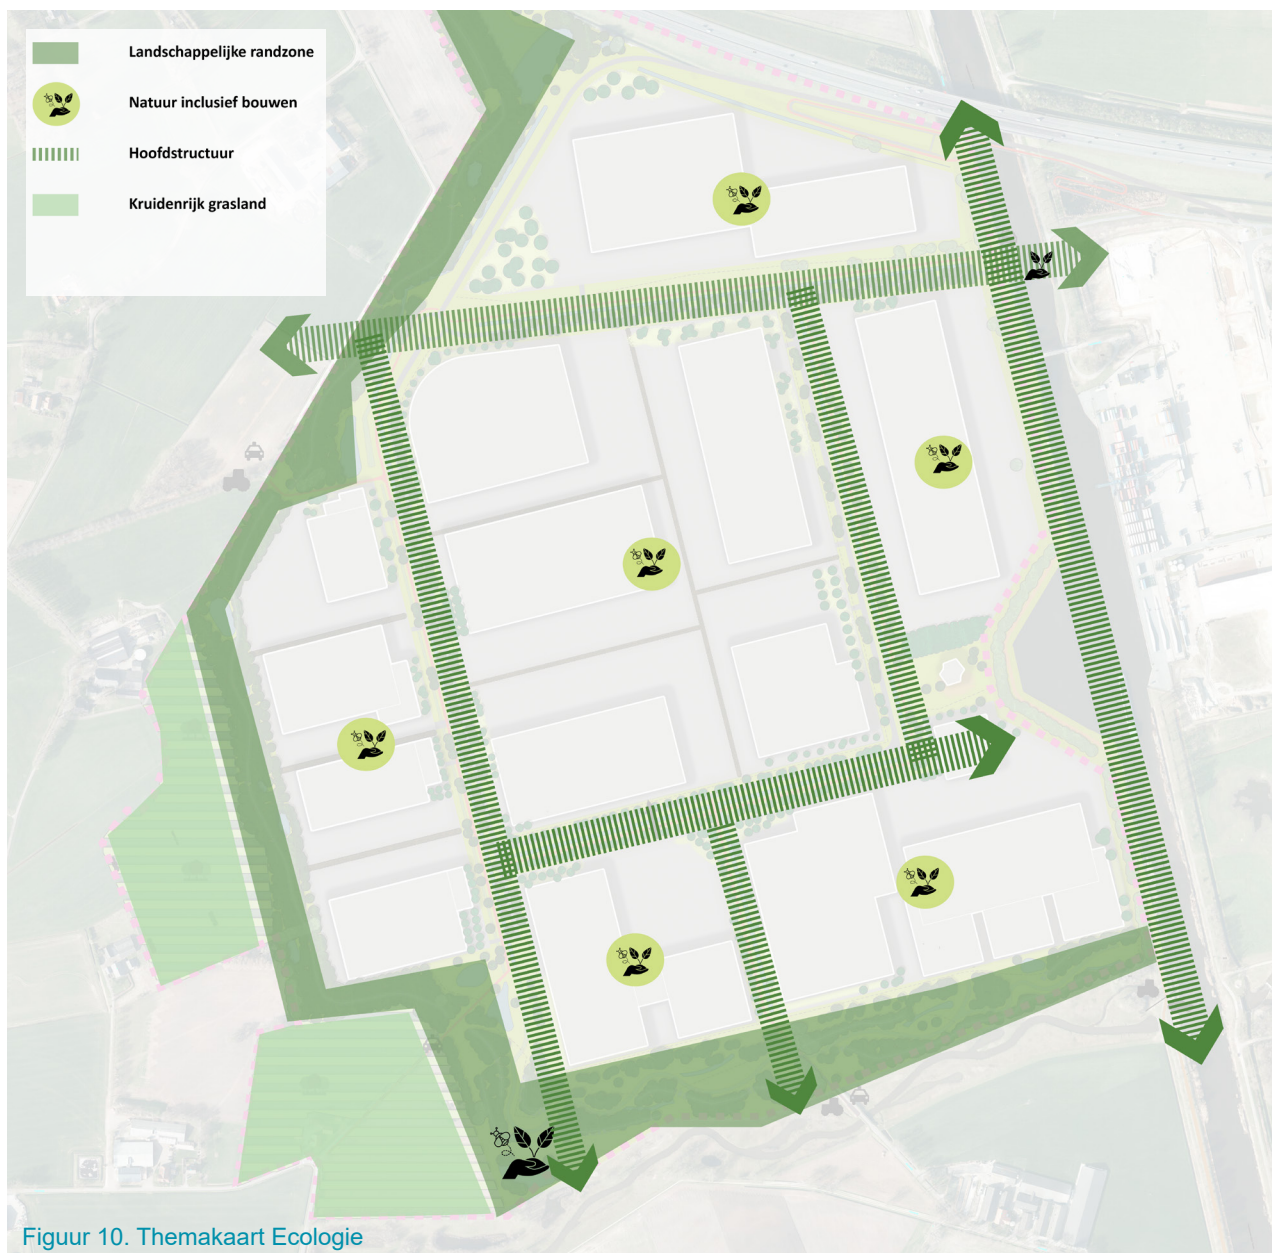 Landschappelijke randzone
Natuur inclusief bouwen
Hoofdstructuur
Kruidenrijk grasland
Figuur 10. Themakaart Ecologie